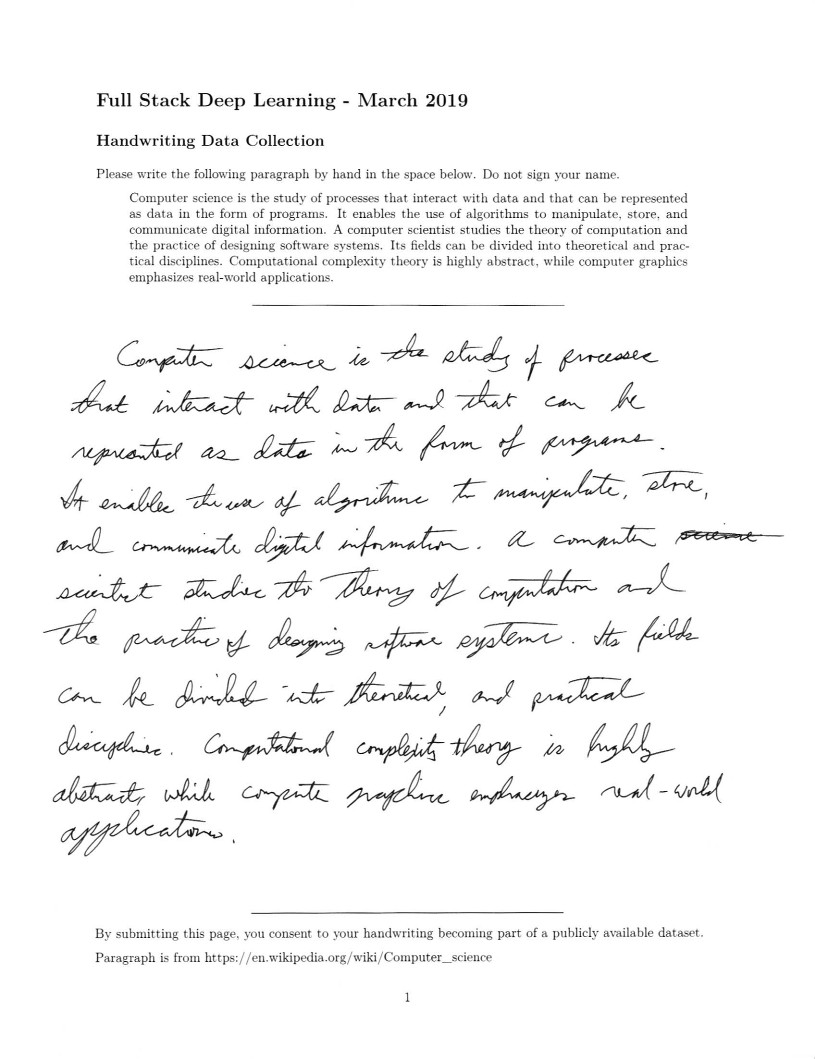 Full Stack Deep Learning - March 2019
Handwriting Data Collection
Please write the following paragraph by hand in the space below. Do not sign your name.
Computer science is the study of processes that interact with data and that can be represented
as data in the form of programs. It enables the use of algorithms to manipulate, store, and
communicate digital information. A computer scientist studies the theory of computation and
the practice of designing software systems. Its fields can be divided into theoretical and prac-
tical disciplines. Computational complexity theory is highly abstract, while computer graphics
emphasizes real-world applications.
Computer science is the study of processes
that interact with data and that can be
represented as data in the form of programs.
It enables the use of algorithms to manipulate, store,
and communicate digital information. A computer science
scientist studies the theory of computation and
the practice of designing software systems. Its fields
can be divided into theoretical, and practical
disciplines. Computational complexity theory is highly
abstract, while computer graphics emphasizes real-world
applications.
By submitting this page, you consent to your handwriting becoming part of a publicly available dataset.
Paragraph is from https://en.wikipedia.org/wiki/Computer_science
1